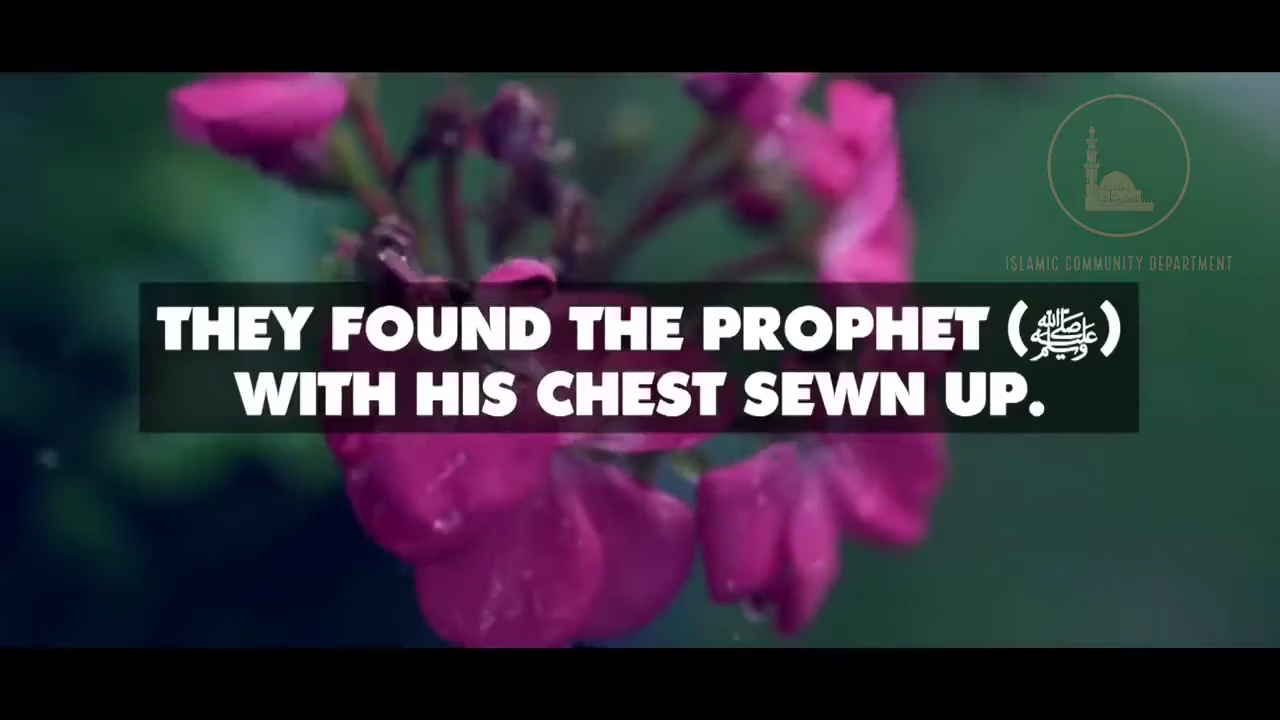 ISLAMIC COMMUNITY DEPARTMENT
THEY FOUND THE PROPHET (ﷺ)
WITH HIS CHEST SEWN UP.